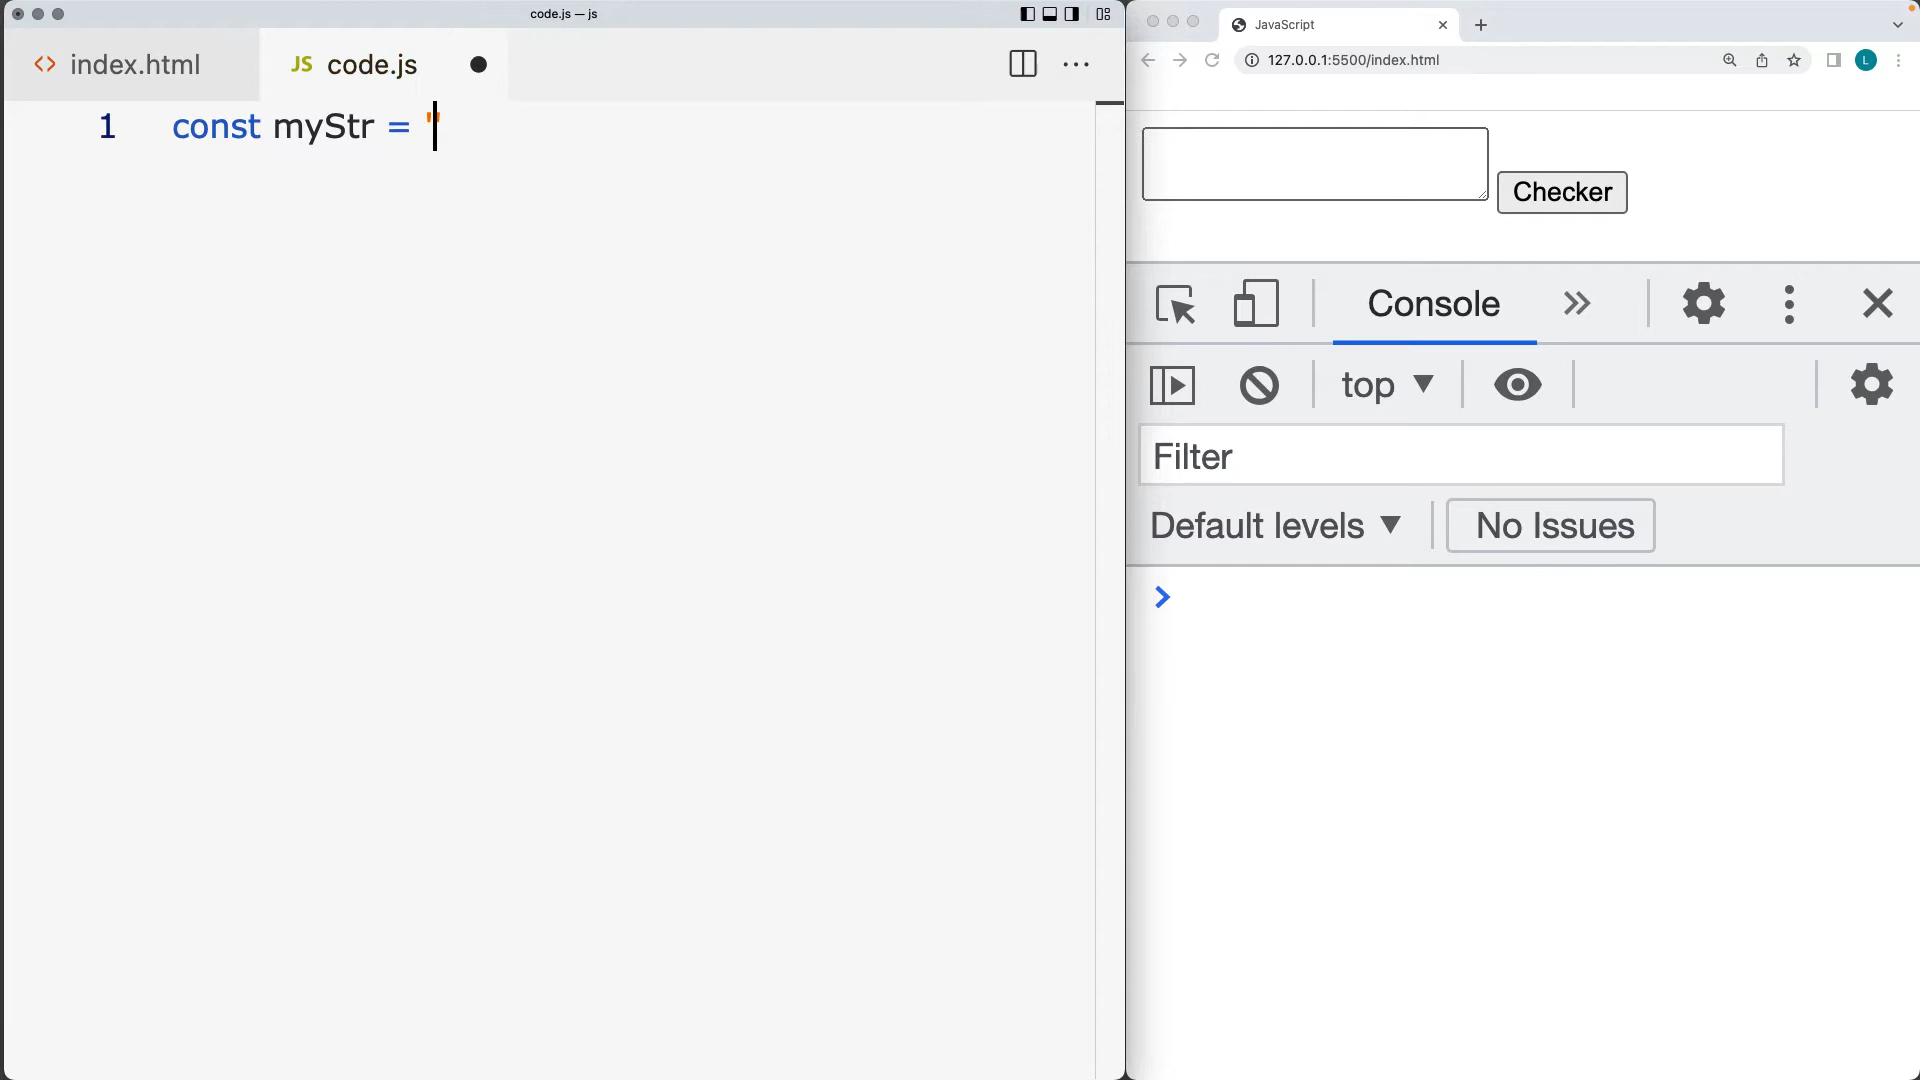 code.js — js
index.html
JS code.js
1 const myStr = "
JavaScript
127.0.0.1:5500/index.html
L
Checker
Console
top
Filter
Default levels
No Issues